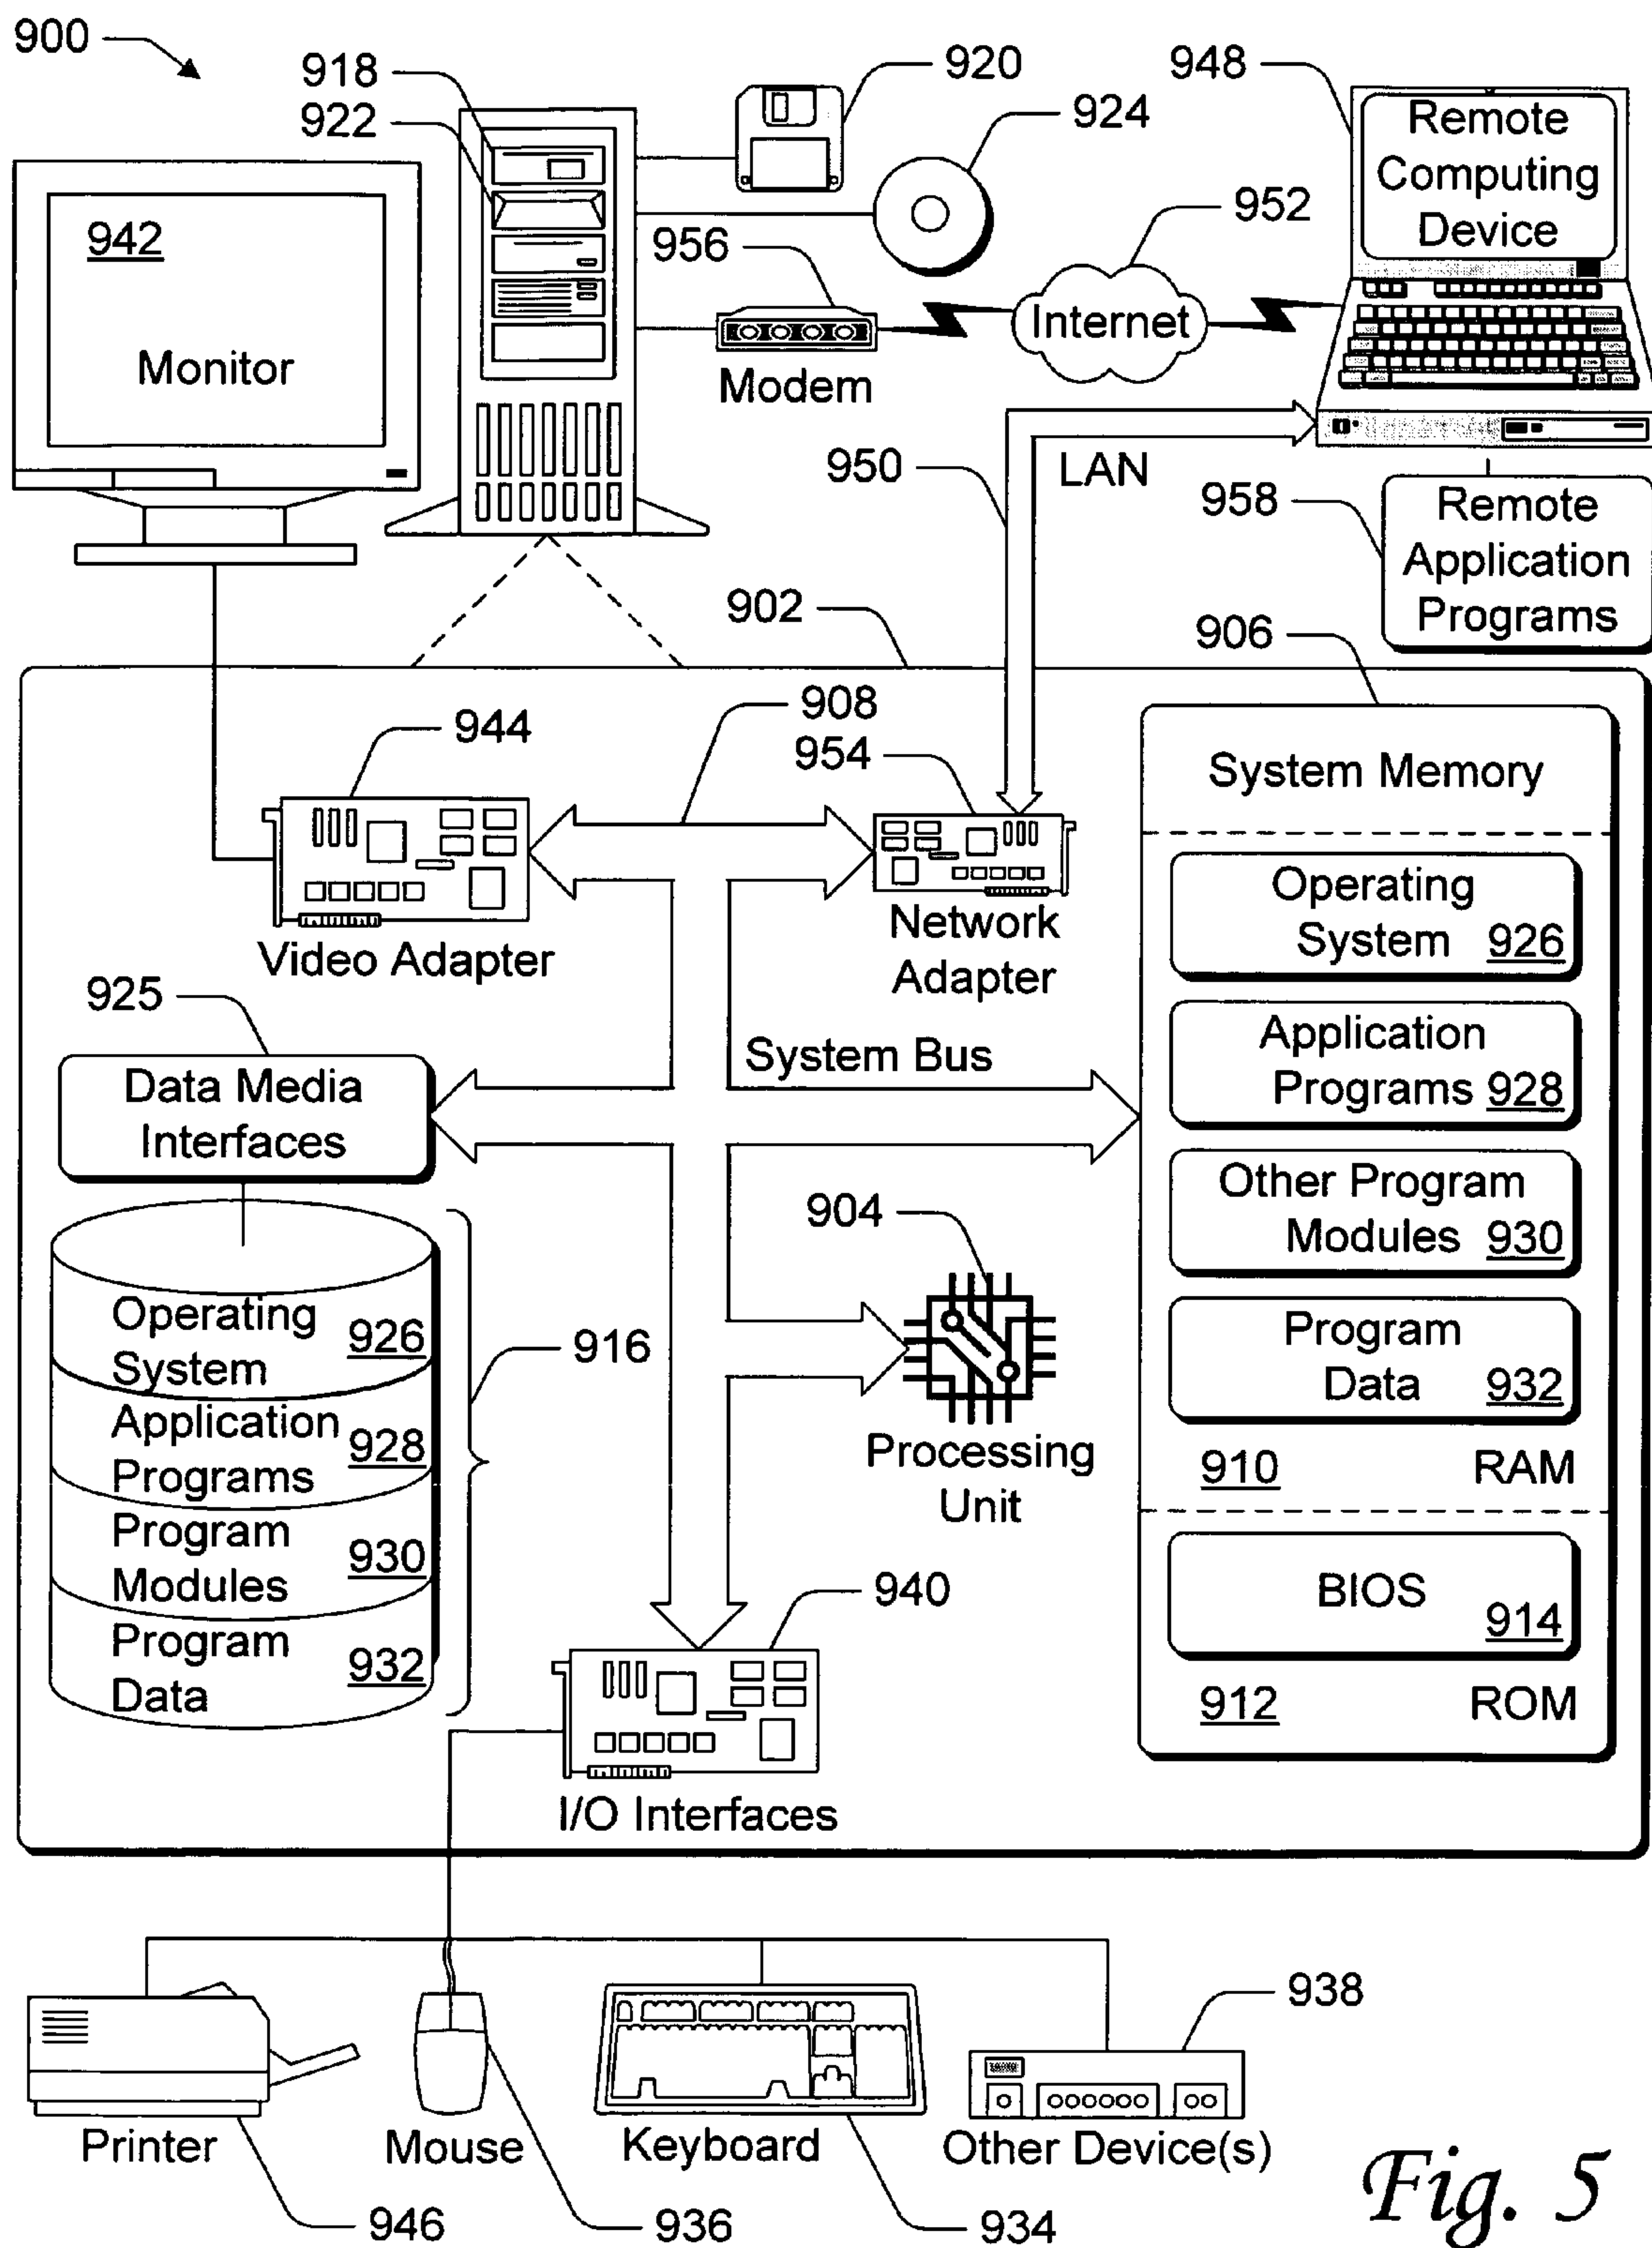 900
918
922
920
924
948
Remote
Computing
Device
952
956
942
Monitor
Internet
Modem
950
LAN
958
Remote
Application
Programs
902
906
908
944
954
System Memory
Operating
System 926
Network
Adapter
Video Adapter
925
Application
Programs 928
System Bus
Data Media
Interfaces
Other Program
Modules 930
904
Operating
System 926
916
Program
Data 932
Application
Programs 928
Processing
Unit
910 RAM
Program
Modules 930
940
BIOS
914
Program
Data 932
912 ROM
I/O Interfaces
938
Printer
Mouse
Keyboard
Other Device(s)
946
936
934
Fig. 5